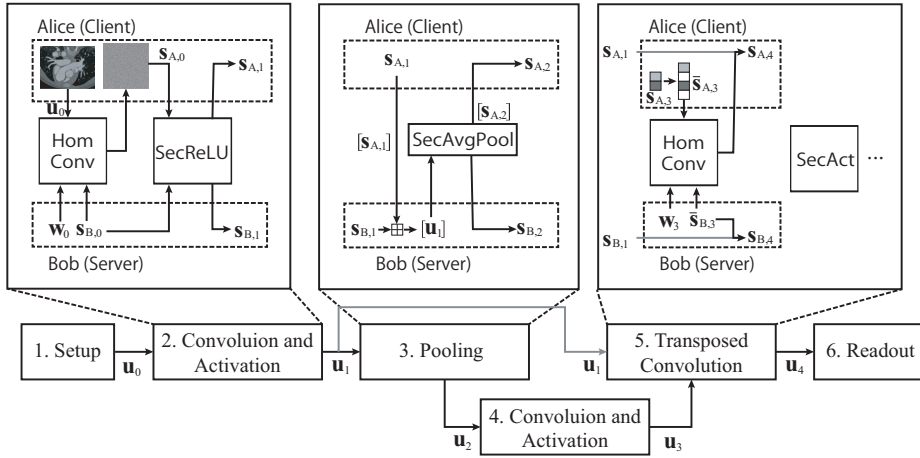 Alice (Client)
s_A,0
s_A,1
u_0
Hom
Conv
SecReLU
w_0 s_B,0
s_B,1
Bob (Server)
Alice (Client)
s_A,1
s_A,2
[s_A,1]
[s_A,2]
SecAvgPool
s_B,1
[u_1]
s_B,2
Bob (Server)
Alice (Client)
s_A,1
s_A,4
s_A,3
s̄_A,3
Hom
Conv
SecAct
...
w_3 s̄_B,3
s_B,1
s_B,4
Bob (Server)
1. Setup
u_0
2. Convoluion and
Activation
u_1
3. Pooling
u_1
5. Transposed
Convolution
u_4
6. Readout
u_2
4. Convoluion and
Activation
u_3